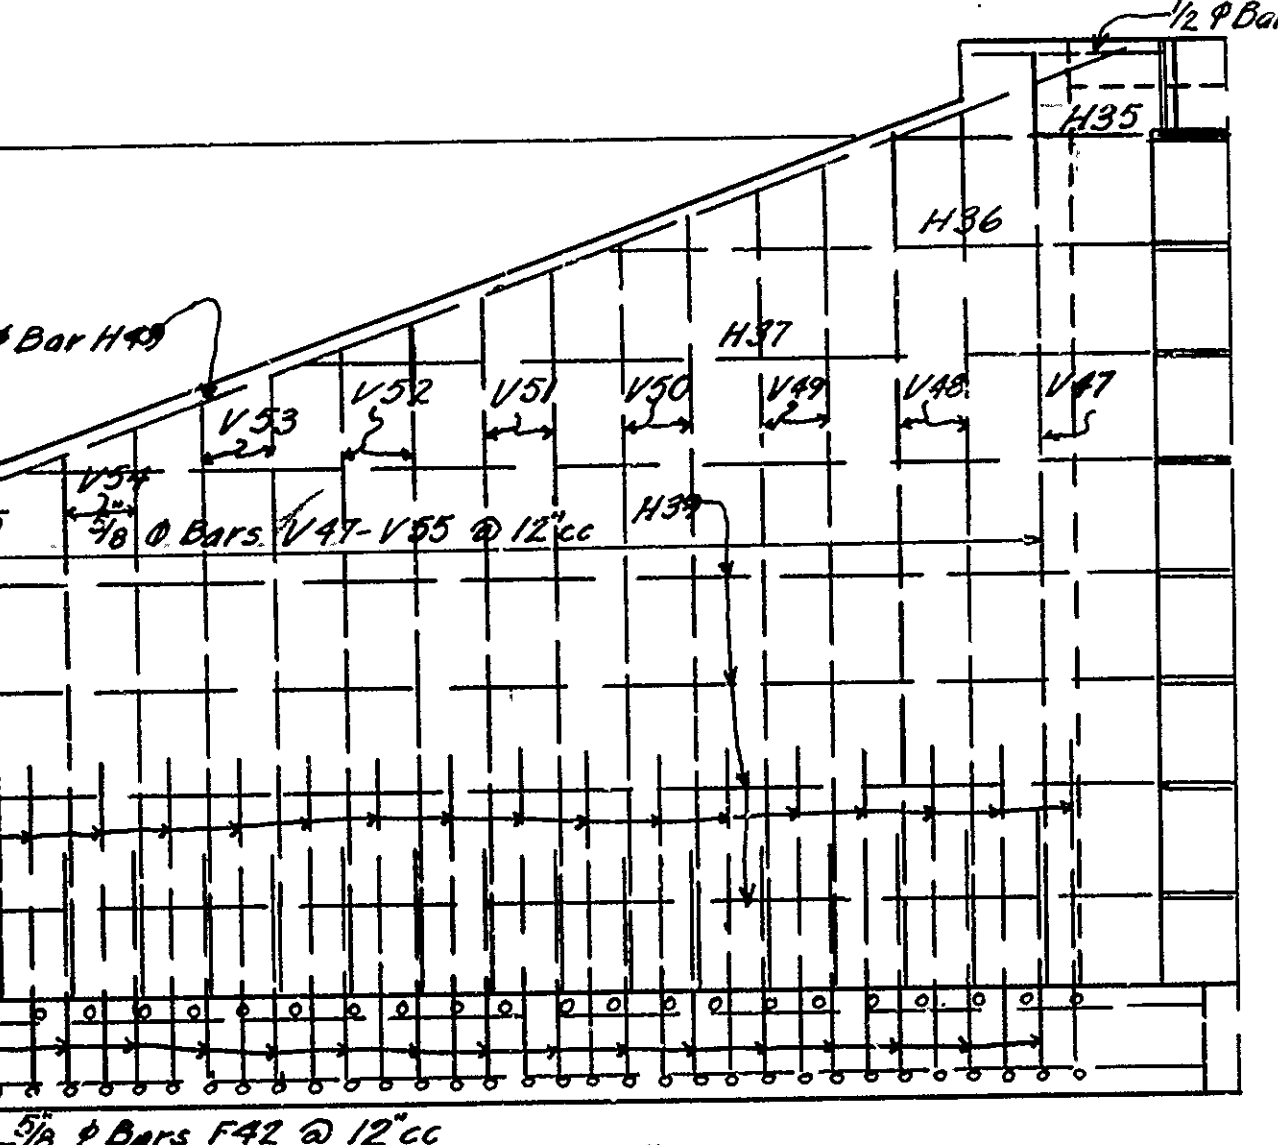 1/2 φ Bar
H35
H36
φ Bar H49
H37
V52
V51
V50
V49
V48
V47
V53
V54
H39
5/8" φ Bars V47-V55 @ 12"cc
5/8" φ Bars F42 @ 12"cc